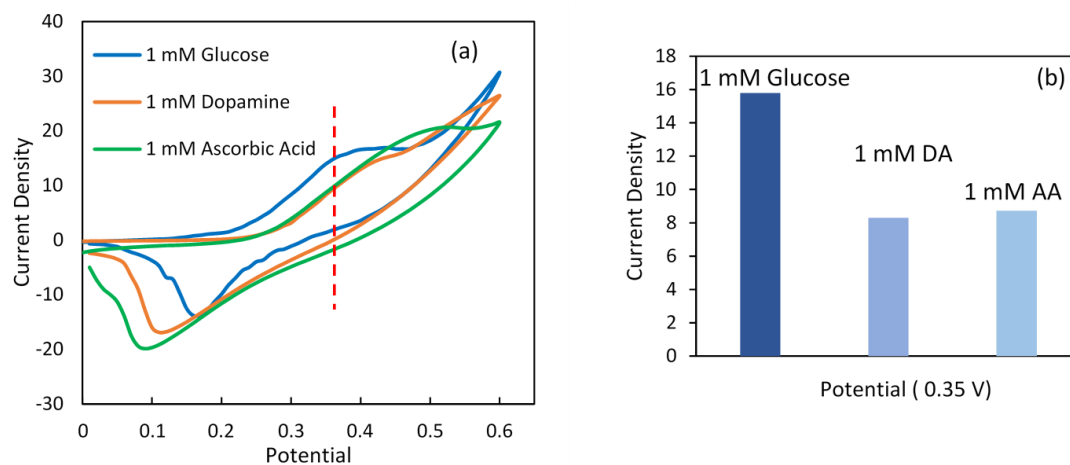 (a)
1 mM Glucose
1 mM Dopamine
1 mM Ascorbic Acid
Current Density
40
30
20
10
0
-10
-20
-30
0 0.1 0.2 0.3 0.4 0.5 0.6
Potential
(b)
1 mM Glucose
1 mM DA
1 mM AA
Current Density
18
16
14
12
10
8
6
4
2
0
Potential ( 0.35 V)